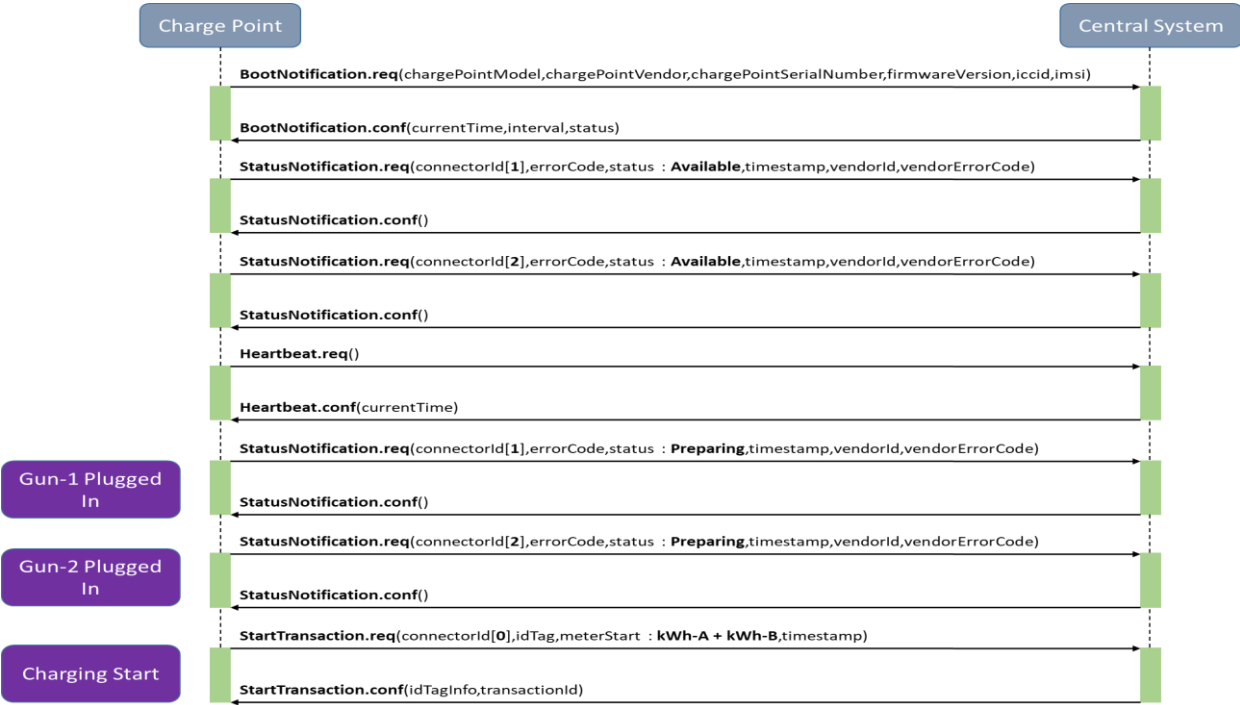 Charge Point
Central System
BootNotification.req(chargePointModel,chargePointVendor,chargePointSerialNumber,firmwareVersion,iccid,imsi)
BootNotification.conf(currentTime,interval,status)
StatusNotification.req(connectorId[1],errorCode,status : Available,timestamp,vendorId,vendorErrorCode)
StatusNotification.conf()
StatusNotification.req(connectorId[2],errorCode,status : Available,timestamp,vendorId,vendorErrorCode)
StatusNotification.conf()
Heartbeat.req()
Heartbeat.conf(currentTime)
StatusNotification.req(connectorId[1],errorCode,status : Preparing,timestamp,vendorId,vendorErrorCode)
Gun-1 Plugged
In
StatusNotification.conf()
StatusNotification.req(connectorId[2],errorCode,status : Preparing,timestamp,vendorId,vendorErrorCode)
Gun-2 Plugged
In
StatusNotification.conf()
StartTransaction.req(connectorId[0],idTag,meterStart : kWh-A + kWh-B,timestamp)
Charging Start
StartTransaction.conf(idTagInfo,transactionId)